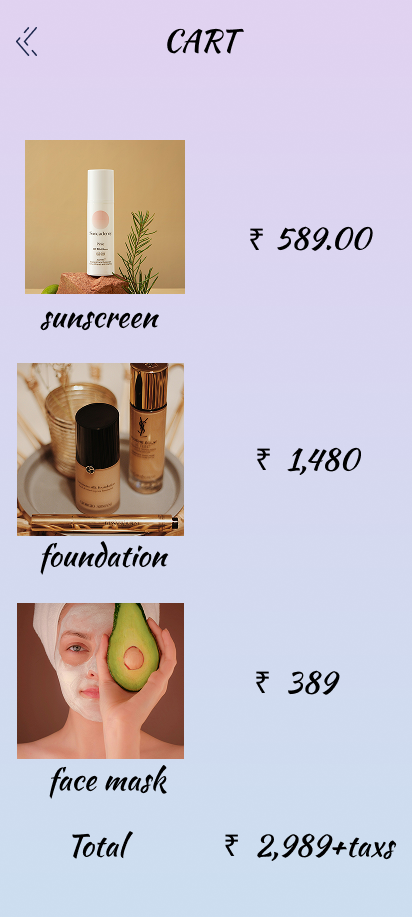 CART
₹ 589.00
sunscreen
₹ 1,480
foundation
₹ 389
face mask
Total ₹ 2,989+taxs